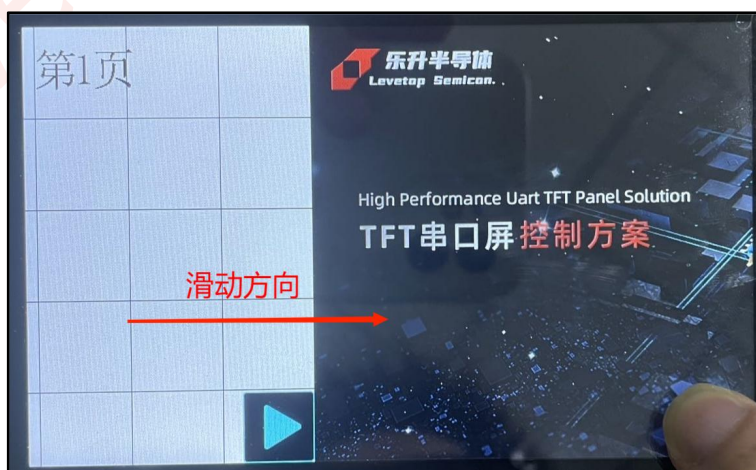 第1页
乐升半导体
Levetop Semicon.
High Performance Uart TFT Panel Solution
TFT串口屏控制方案
滑动方向